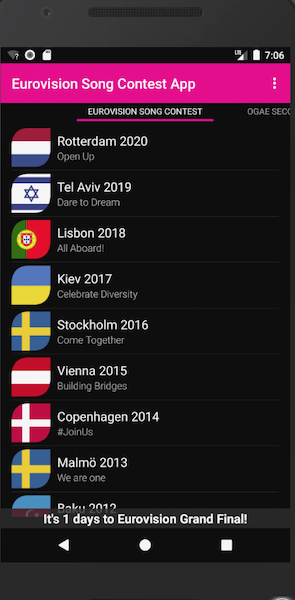 7:06
Eurovision Song Contest App
EUROVISION SONG CONTEST
OGAE SECO
Rotterdam 2020
Open Up
Tel Aviv 2019
Dare to Dream
Lisbon 2018
All Aboard!
Kiev 2017
Celebrate Diversity
Stockholm 2016
Come Together
Vienna 2015
Building Bridges
Copenhagen 2014
#JoinUs
Malmö 2013
We are one
Baku 2012
It's 1 days to Eurovision Grand Final!